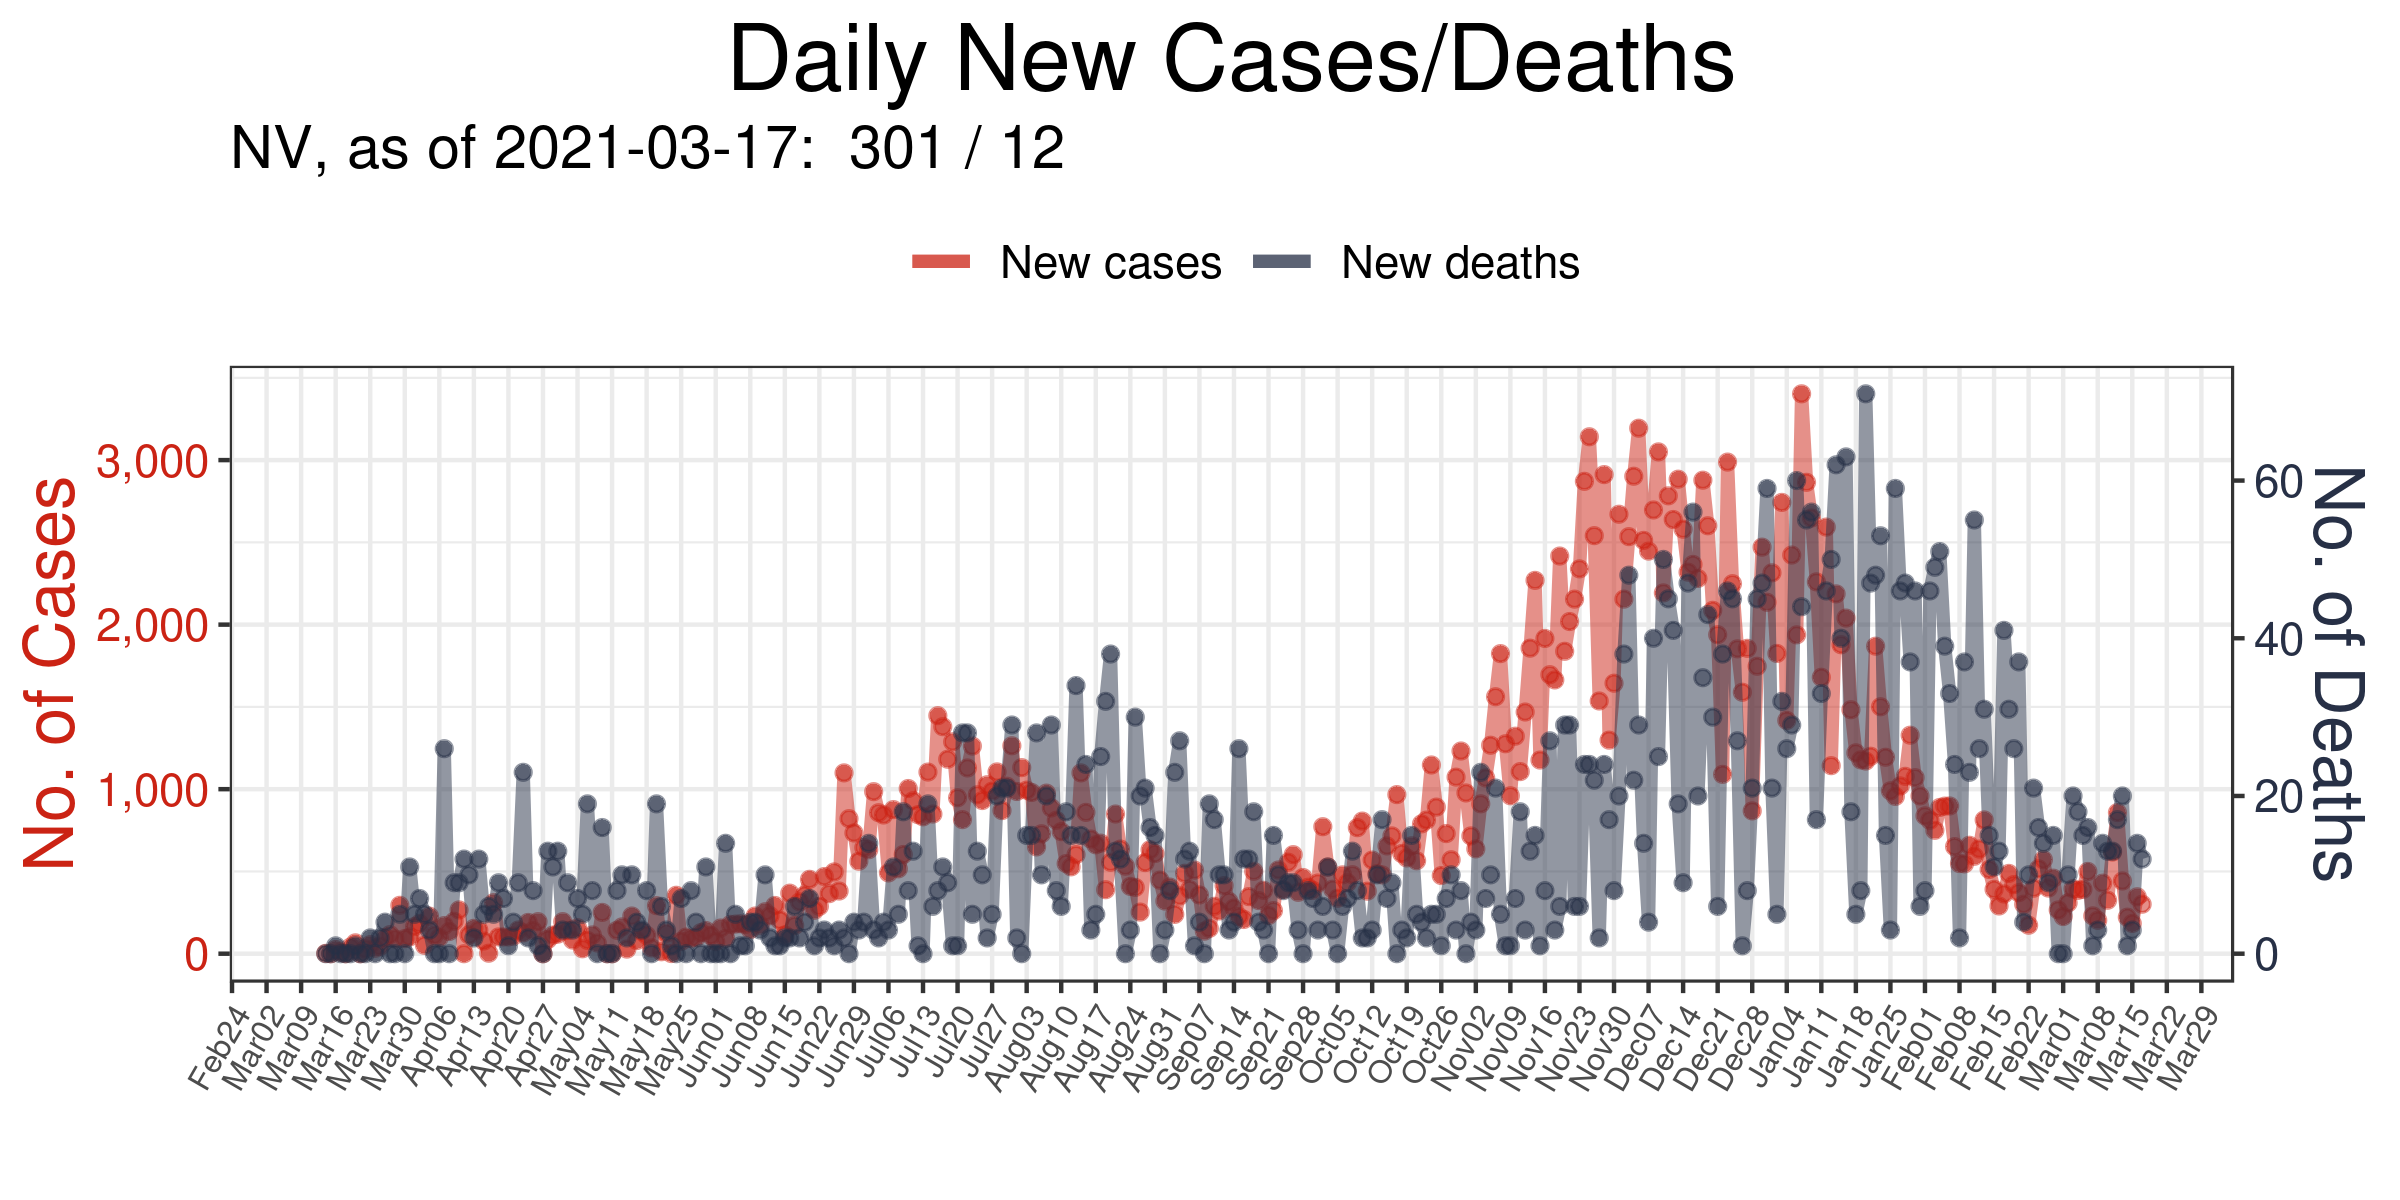 Daily New Cases/Deaths
NV, as of 2021-03-17:  301 / 12
New cases
New deaths
No. of Cases
3,000
2,000
1,000
0
60
40
20
0
No. of Deaths
Feb24
Mar02
Mar09
Mar16
Mar23
Mar30
Apr06
Apr13
Apr20
Apr27
May04
May11
May18
May25
Jun01
Jun08
Jun15
Jun22
Jun29
Jul06
Jul13
Jul20
Jul27
Aug03
Aug10
Aug17
Aug24
Aug31
Sep07
Sep14
Sep21
Sep28
Oct05
Oct12
Oct19
Oct26
Nov02
Nov09
Nov16
Nov23
Nov30
Dec07
Dec14
Dec21
Dec28
Jan04
Jan11
Jan18
Jan25
Feb01
Feb08
Feb15
Feb22
Mar01
Mar08
Mar15
Mar22
Mar29